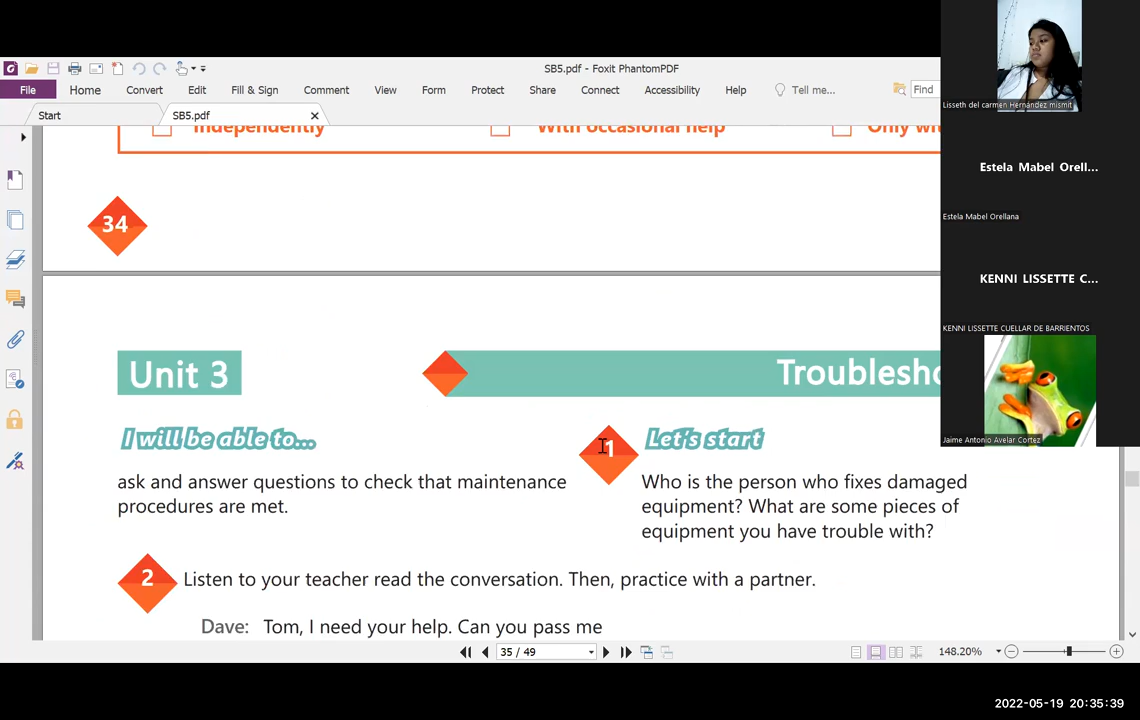 SB5.pdf - Foxit PhantomPDF
File Home Convert Edit Fill & Sign Comment View Form Protect Share Connect Accessibility Help Tell me... Find
Start SB5.pdf
Independently With occasional help Only wi
34
Unit 3 Troublesho
I will be able to...
ask and answer questions to check that maintenance
procedures are met.
1 Let's start
Who is the person who fixes damaged
equipment? What are some pieces of
equipment you have trouble with?
2 Listen to your teacher read the conversation. Then, practice with a partner.
Dave: Tom, I need your help. Can you pass me
35 / 49
148.20%
Lisseth del carmen Hernández mismit
Estela Mabel Orell...
Estela Mabel Orellana
KENNI LISSETTE C...
KENNI LISSETTE CUELLAR DE BARRIENTOS
Jaime Antonio Avelar Cortez
2022-05-19 20:35:39